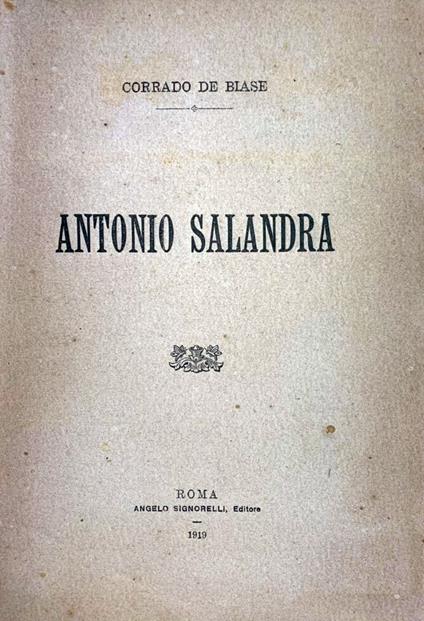 CORRADO DE BIASE
ANTONIO SALANDRA
ROMA
ANGELO SIGNORELLI, Editore
1919